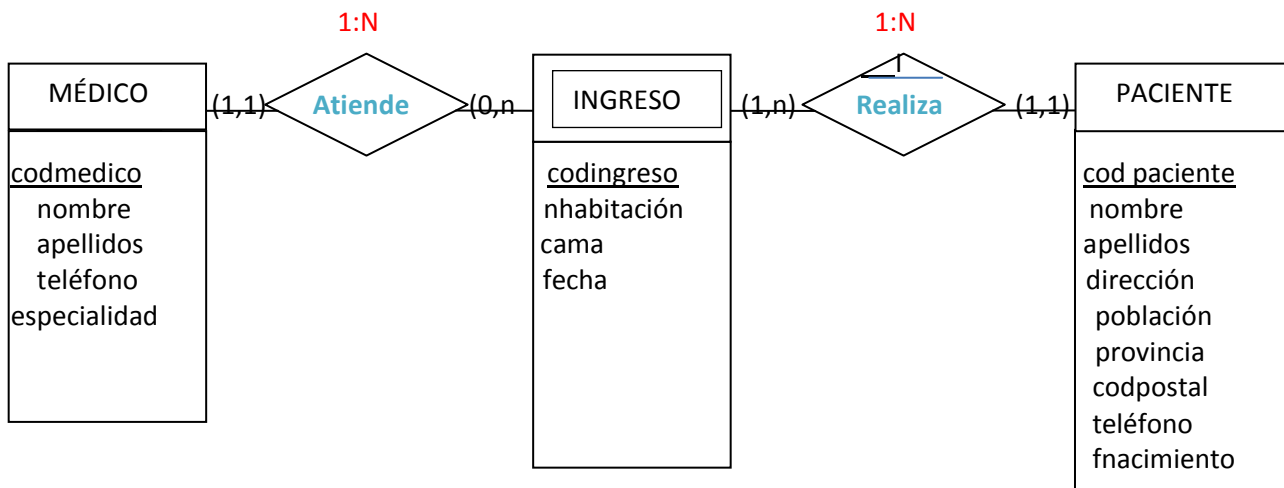 1:N
1:N
MÉDICO
(1,1)
Atiende
(0,n
INGRESO
(1,n)
I
Realiza
(1,1)
PACIENTE
codmedico
nombre
apellidos
teléfono
especialidad
codingreso
nhabitación
cama
fecha
cod paciente
nombre
apellidos
dirección
población
provincia
codpostal
teléfono
fnacimiento